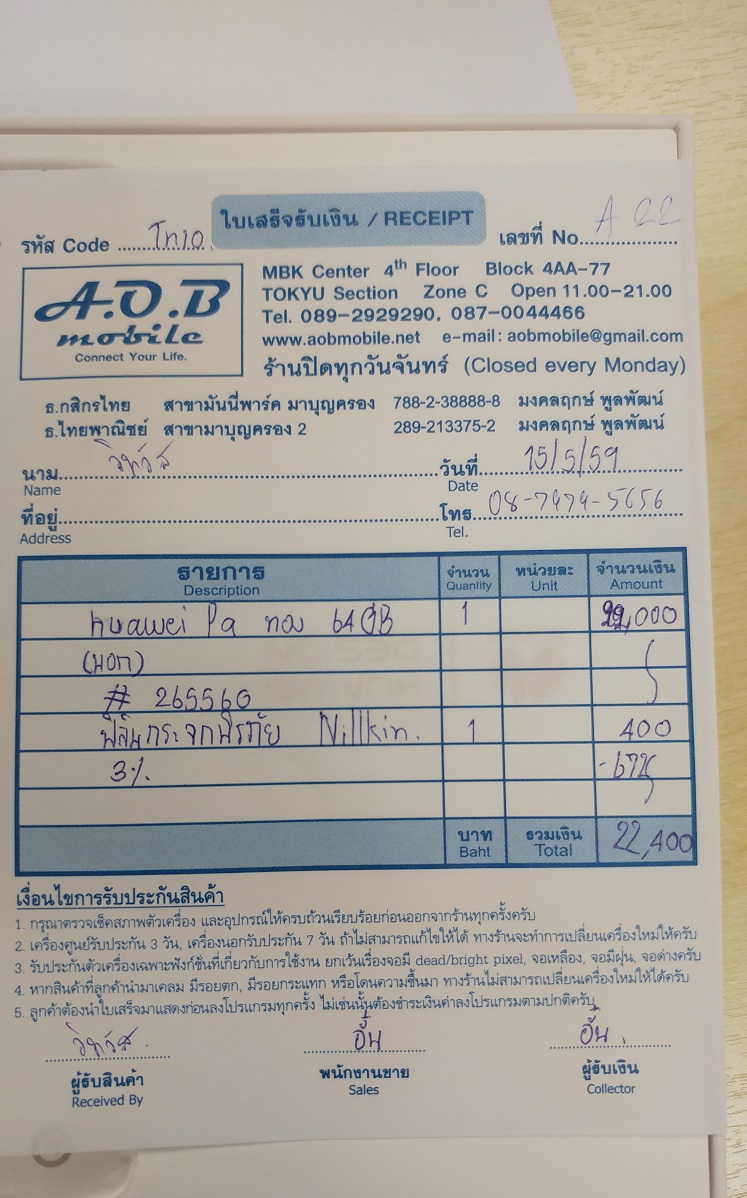 ใบเสร็จรับเงิน / RECEIPT
รหัส Code
เลขที่ No. A 22
A.O.B
mobile
Connect Your Life.
MBK Center 4th Floor Block 4AA-77
TOKYU Section Zone C Open 11.00-21.00
Tel. 089-2929290, 087-0044466
www.aobmobile.net e-mail: aobmobile@gmail.com
ร้านปิดทุกวันจันทร์ (Closed every Monday)
ธ.กสิกรไทย สาขามันนี่พาร์ค มาบุญครอง 788-2-38888-8 มงคลฤกษ์ พูลพัฒน์
ธ.ไทยพาณิชย์ สาขามาบุญครอง 2 289-213375-2 มงคลฤกษ์ พูลพัฒน์
นาม วันที่ 15/5/59
Name Date
ที่อยู่ โทร. 08-7474-5656
Address Tel.
รายการ จำนวน หน่วยละ จำนวนเงิน
Description Quanlity Unit Amount
huawei P9 ทอง 64GB 1 22,000
(นอก)
# 265560
ฟิล์มกระจกนิรภัย Nillkin. 1 400
3%
บาท รวมเงิน 22,400
Baht Total
เงื่อนไขการรับประกันสินค้า
1. กรุณาตรวจเช็คสภาพตัวเครื่อง และอุปกรณ์ให้ครบถ้วนเรียบร้อยก่อนออกจากร้านทุกครั้งครับ
2. เครื่องศูนย์รับประกัน 3 วัน, เครื่องนอกรับประกัน 7 วัน ถ้าไม่สามารถแก้ไขให้ได้ ทางร้านจะทำการเปลี่ยนเครื่องใหม่ให้ครับ
3. รับประกันตัวเครื่องเฉพาะฟังก์ชั่นที่เกี่ยวกับการใช้งาน ยกเว้นเรื่องจอมี dead/bright pixel, จอเหลือง, จอมีฝุ่น, จอด่างครับ
4. หากสินค้าที่ลูกค้านำมาเคลม มีรอยตก, มีรอยกระแทก หรือโดนความชื้นมา ทางร้านไม่สามารถเปลี่ยนเครื่องใหม่ให้ได้ครับ
5. ลูกค้าต้องนำใบเสร็จมาแสดงก่อนลงโปรแกรมทุกครั้ง ไม่เช่นนั้นต้องชำระเงินค่าลงโปรแกรมตามปกติครับ
อั๋น อั๋น
ผู้รับสินค้า พนักงานขาย ผู้รับเงิน
Received By Sales Collector